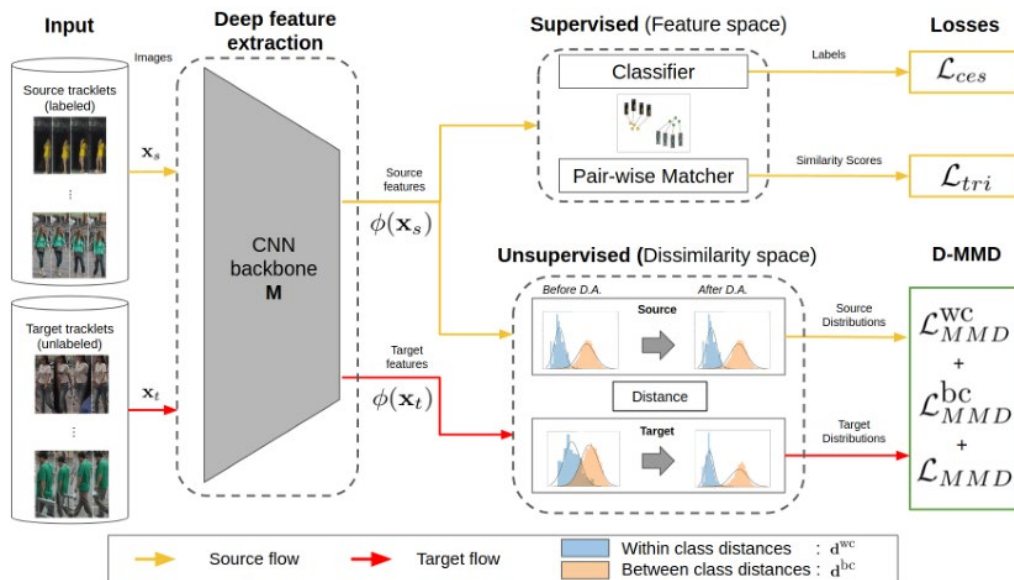 Input
Deep feature
extraction
Supervised (Feature space)
Losses
Images
Source tracklets
(labeled)
x_s
...
Target tracklets
(unlabeled)
x_t
...
CNN
backbone
M
Source
features
ϕ(x_s)
Target
features
ϕ(x_t)
Classifier
Labels
L_ces
Pair-wise Matcher
Similarity Scores
L_tri
Unsupervised (Dissimilarity space)
D-MMD
Before D.A.
After D.A.
Source
Source
Distributions
Distance
Target
Target
Distributions
L^wc_MMD
+
L^bc_MMD
+
L_MMD
Source flow
Target flow
Within class distances : d^wc
Between class distances : d^bc